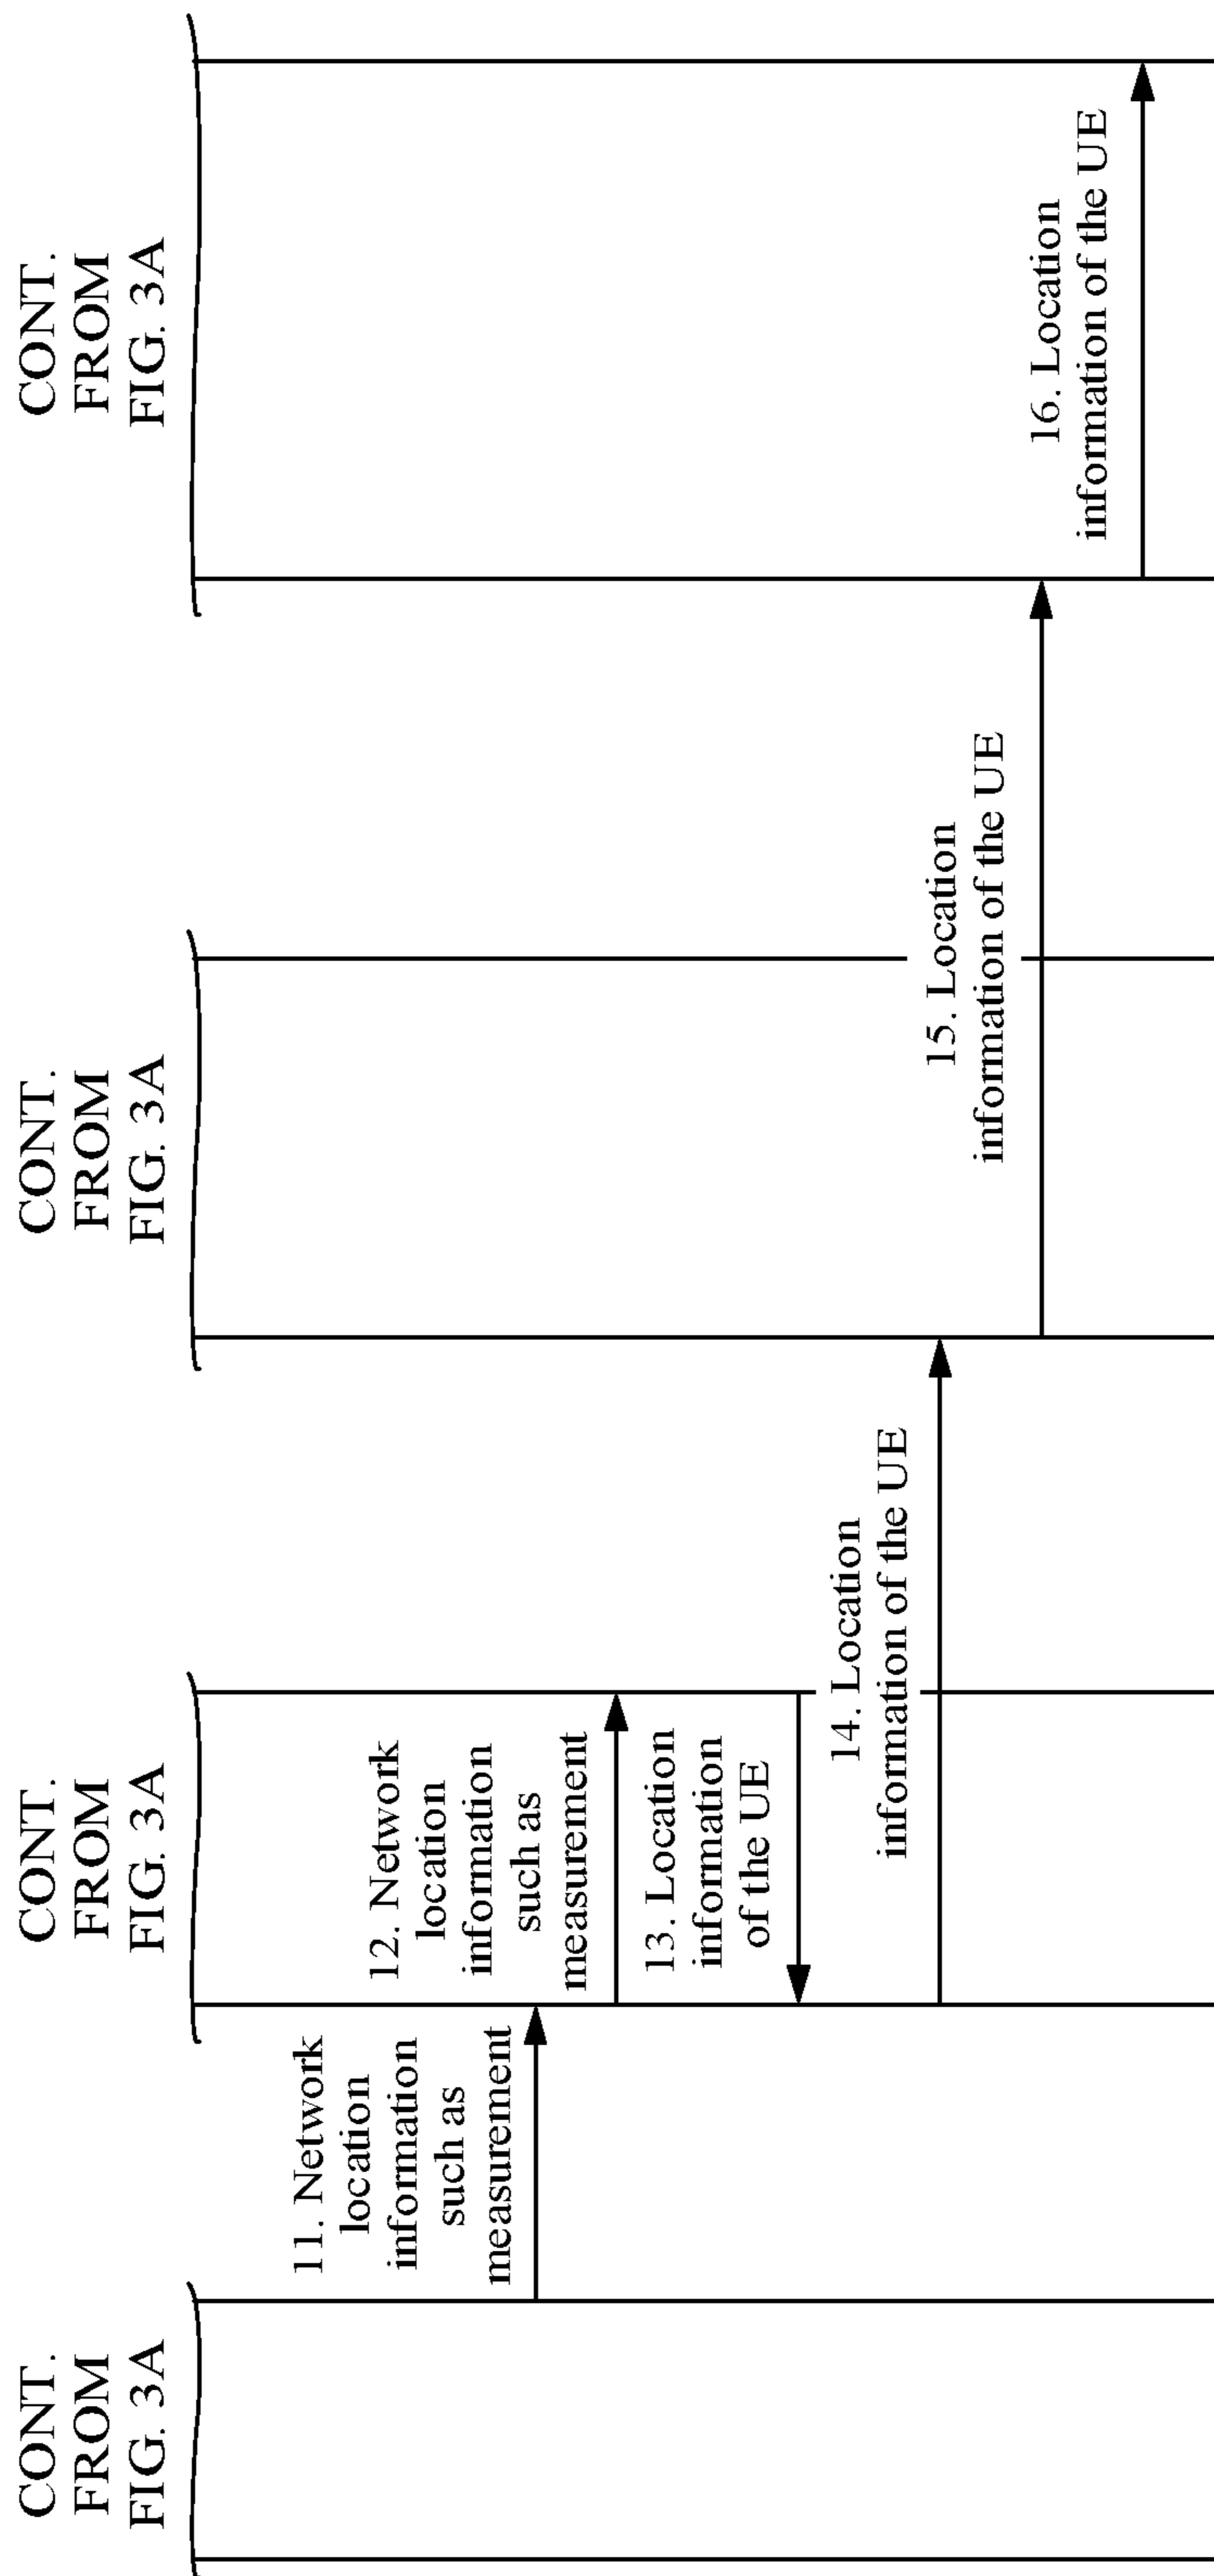 CONT.
FROM
FIG. 3A
CONT.
FROM
FIG. 3A
CONT.
FROM
FIG. 3A
CONT.
FROM
FIG. 3A
11. Network
location
information
such as
measurement
12. Network
location
information
such as
measurement
13. Location
information
of the UE
14. Location
information of the UE
15. Location
information of the UE
16. Location
information of the UE